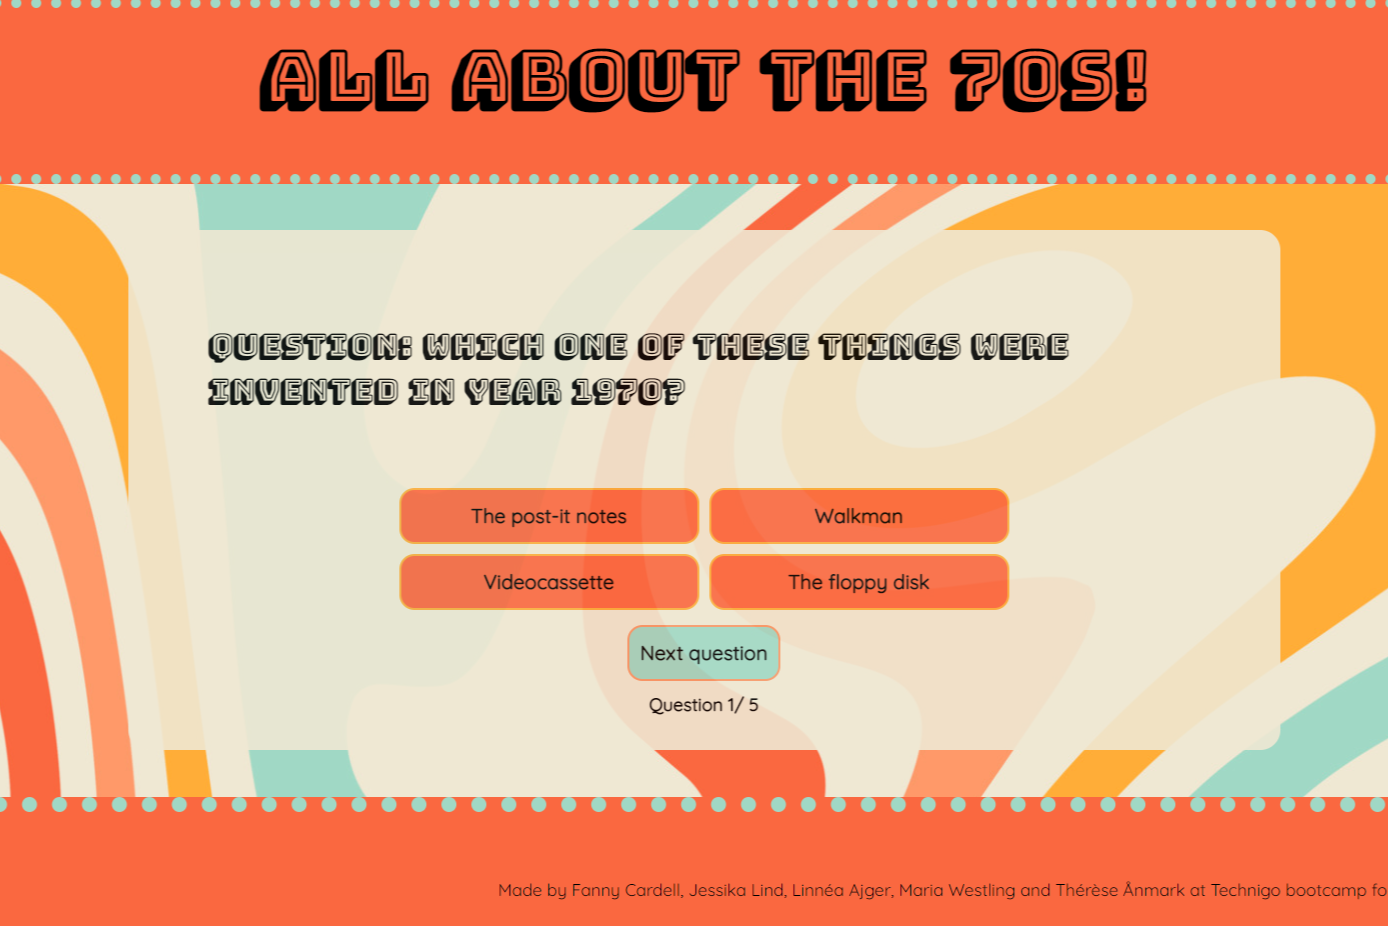 ALL ABOUT THE 70S!
QUESTION: WHICH ONE OF THESE THINGS WERE
INVENTED IN YEAR 1970?
The post-it notes
Walkman
Videocassette
The floppy disk
Next question
Question 1/ 5
Made by Fanny Cardell, Jessika Lind, Linnéa Ajger, Maria Westling and Thérèse Ånmark at Technigo bootcamp fo